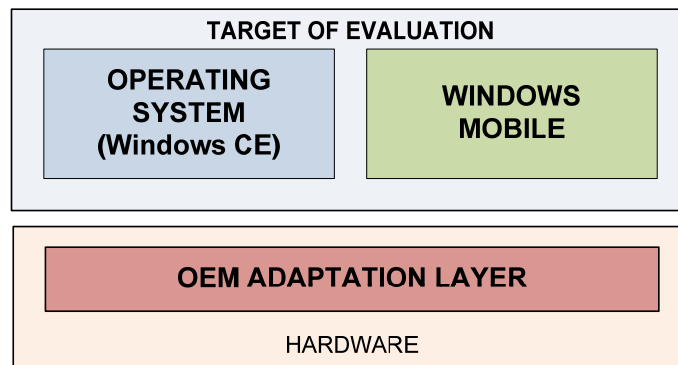 TARGET OF EVALUATION
OPERATING
SYSTEM
(Windows CE)
WINDOWS
MOBILE
OEM ADAPTATION LAYER
HARDWARE